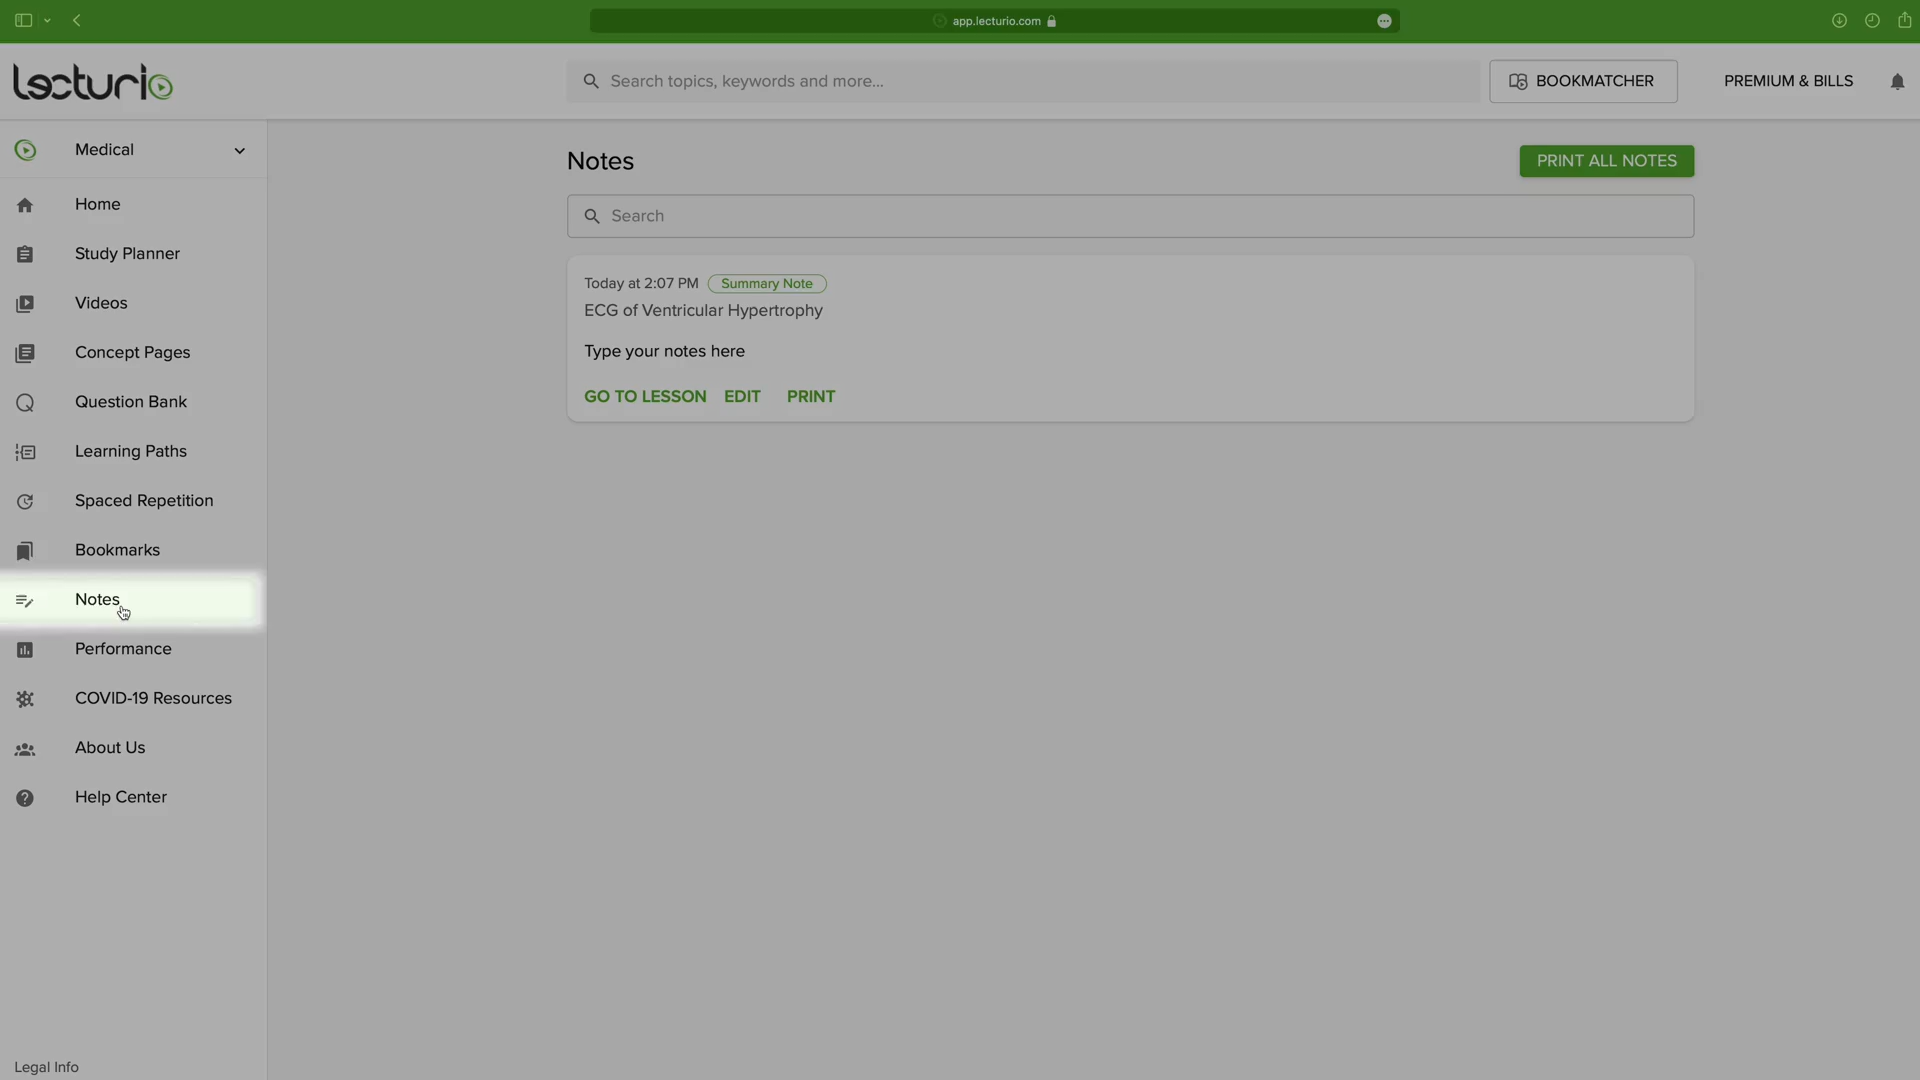 app.lecturio.com
lecturio
Search topics, keywords and more...
BOOKMATCHER
PREMIUM & BILLS
Medical
Home
Study Planner
Videos
Concept Pages
Question Bank
Learning Paths
Spaced Repetition
Bookmarks
Notes
Performance
COVID-19 Resources
About Us
Help Center
Legal Info
Notes
PRINT ALL NOTES
Search
Today at 2:07 PM Summary Note
ECG of Ventricular Hypertrophy
Type your notes here
GO TO LESSON EDIT PRINT